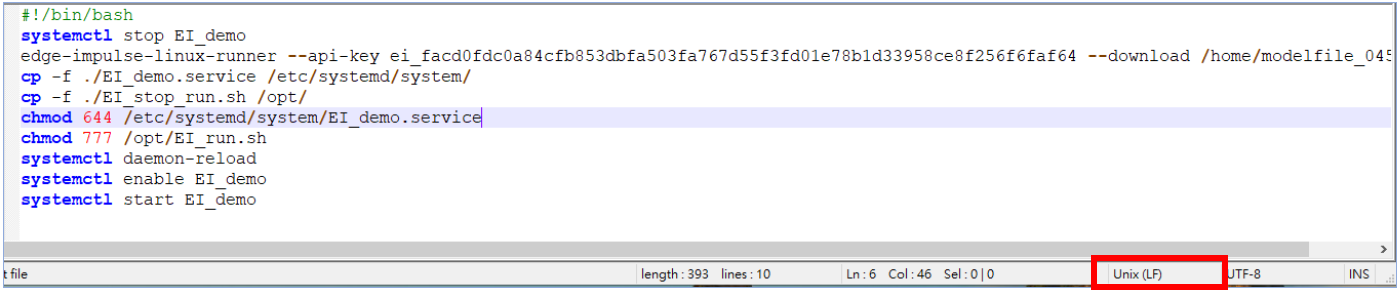 #!/bin/bash
systemctl stop EI_demo
edge-impulse-linux-runner --api-key ei_facd0fdc0a84cfb853dbfa503fa767d55f3fd01e78b1d33958ce8f256f6faf64 --download /home/modelfile_045
cp -f ./EI_demo.service /etc/systemd/system/
cp -f ./EI_stop_run.sh /opt/
chmod 644 /etc/systemd/system/EI_demo.service
chmod 777 /opt/EI_run.sh
systemctl daemon-reload
systemctl enable EI_demo
systemctl start EI_demo
t file length : 393 lines : 10 Ln : 6 Col : 46 Sel : 0 | 0 Unix (LF) UTF-8 INS